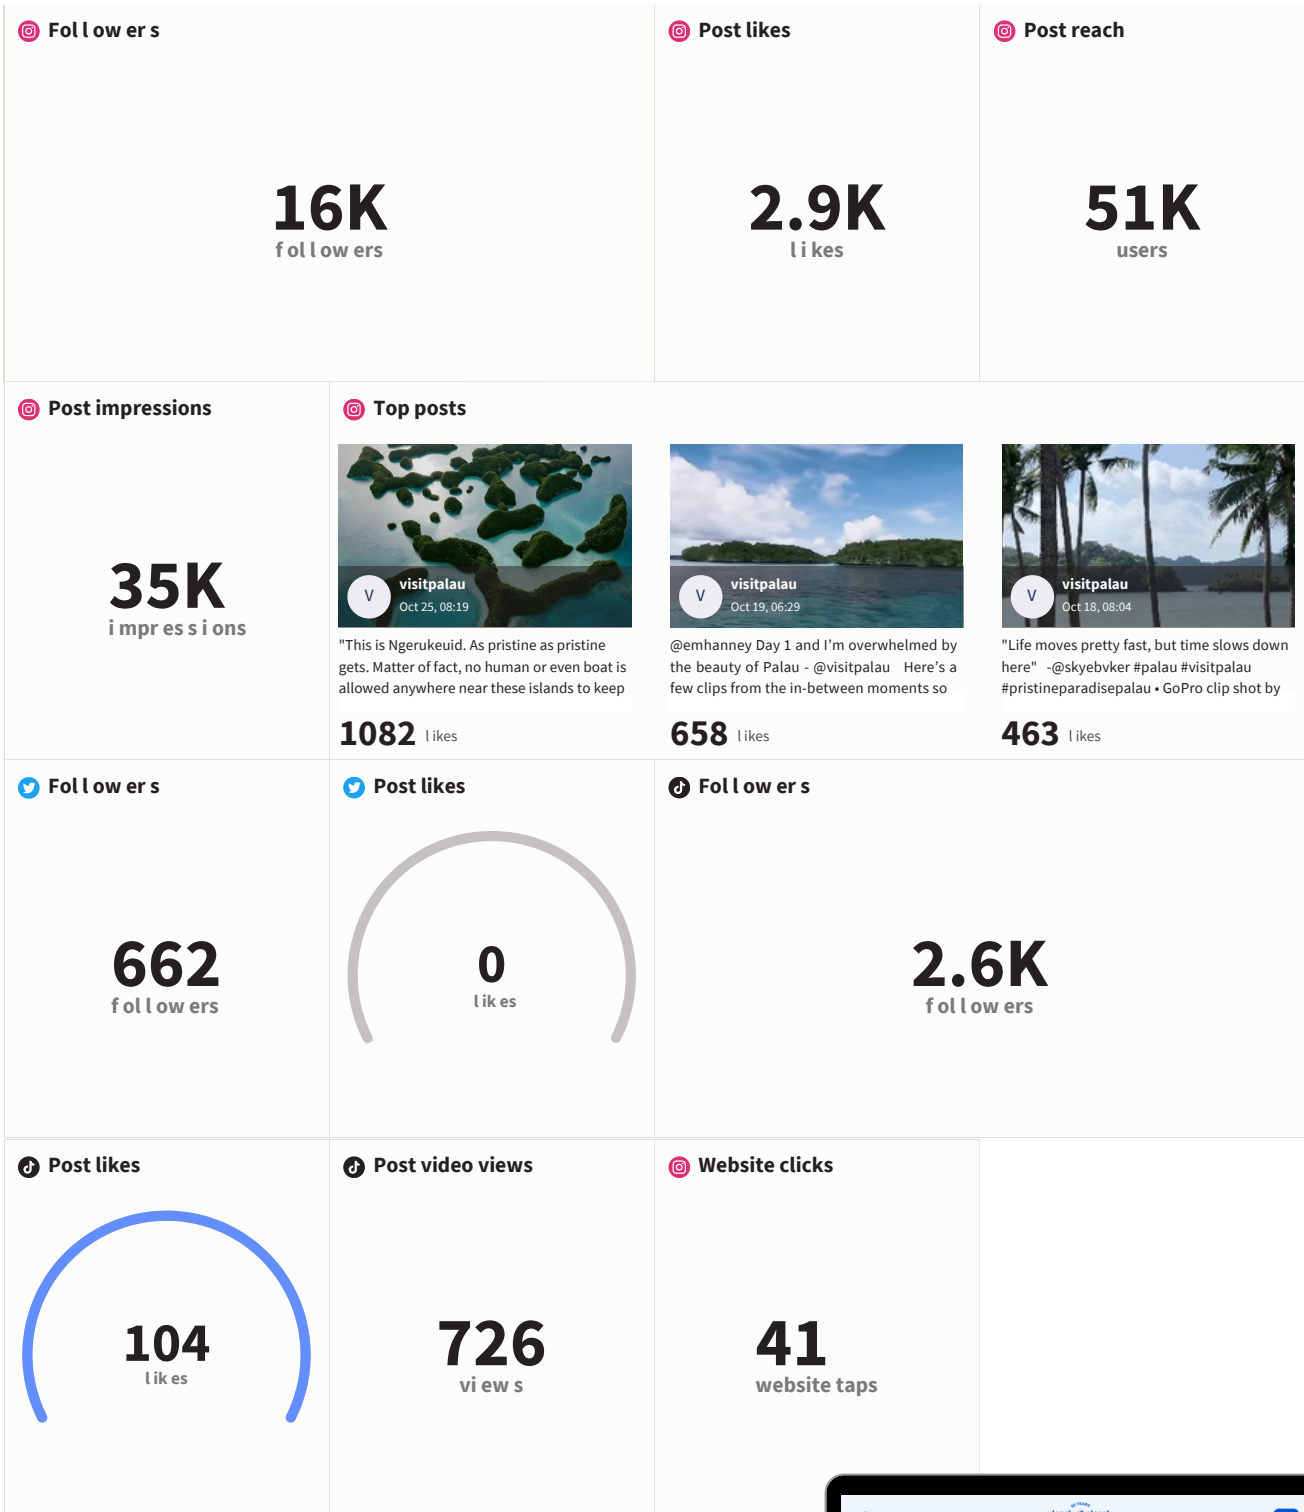 Followers
Post likes
Post reach
16K
followers
2.9K
likes
51K
users
Post impressions
Top posts
35K
impressions
V
visitpalau
Oct 25, 08:19
"This is Ngerukeuid. As pristine as pristine
gets. Matter of fact, no human or even boat is
allowed anywhere near these islands to keep
1082 likes
V
visitpalau
Oct 19, 06:29
@emhanney Day 1 and I’m overwhelmed by
the beauty of Palau - @visitpalau Here’s a
few clips from the in-between moments so
658 likes
V
visitpalau
Oct 18, 08:04
"Life moves pretty fast, but time slows down
here" -@skyebvker #palau #visitpalau
#pristineparadisepalau • GoPro clip shot by
463 likes
Followers
Post likes
Followers
662
followers
0
likes
2.6K
followers
Post likes
Post video views
Website clicks
104
likes
726
views
41
website taps